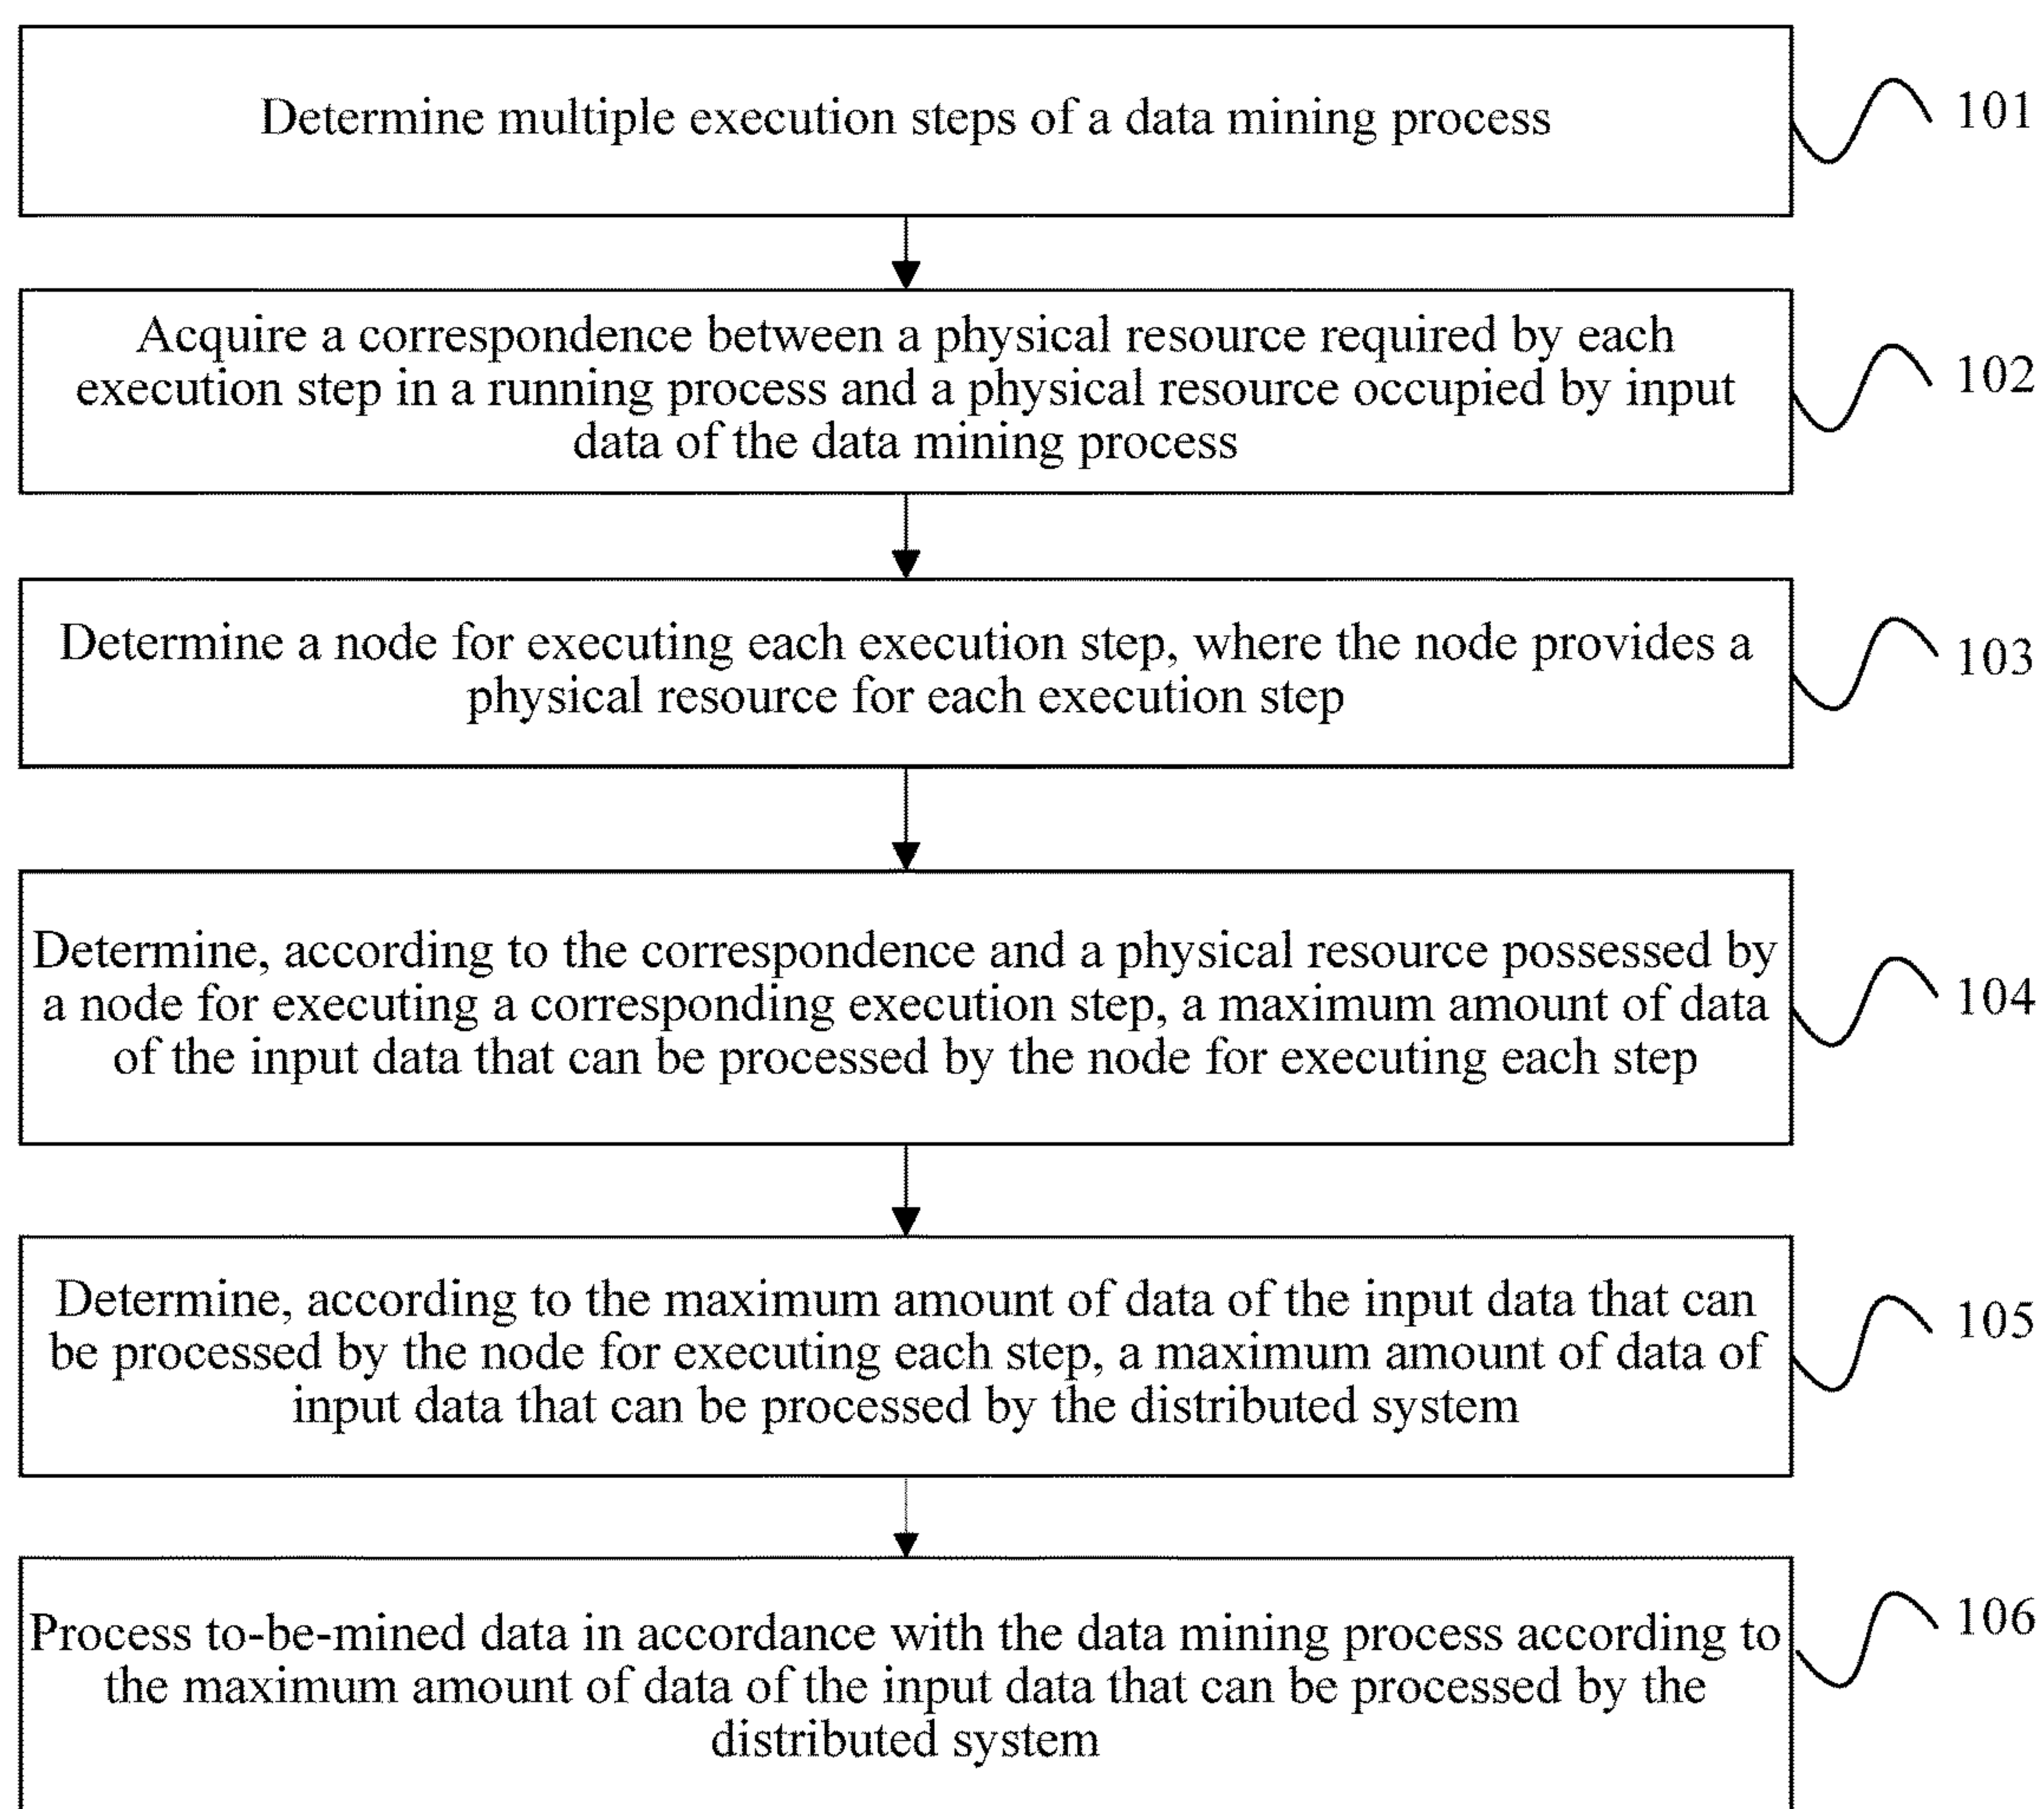 Determine multiple execution steps of a data mining process
101
Acquire a correspondence between a physical resource required by each
execution step in a running process and a physical resource occupied by input
data of the data mining process
102
Determine a node for executing each execution step, where the node provides a
physical resource for each execution step
103
Determine, according to the correspondence and a physical resource possessed by
a node for executing a corresponding execution step, a maximum amount of data
of the input data that can be processed by the node for executing each step
104
Determine, according to the maximum amount of data of the input data that can
be processed by the node for executing each step, a maximum amount of data of
input data that can be processed by the distributed system
105
Process to-be-mined data in accordance with the data mining process according to
the maximum amount of data of the input data that can be processed by the
distributed system
106